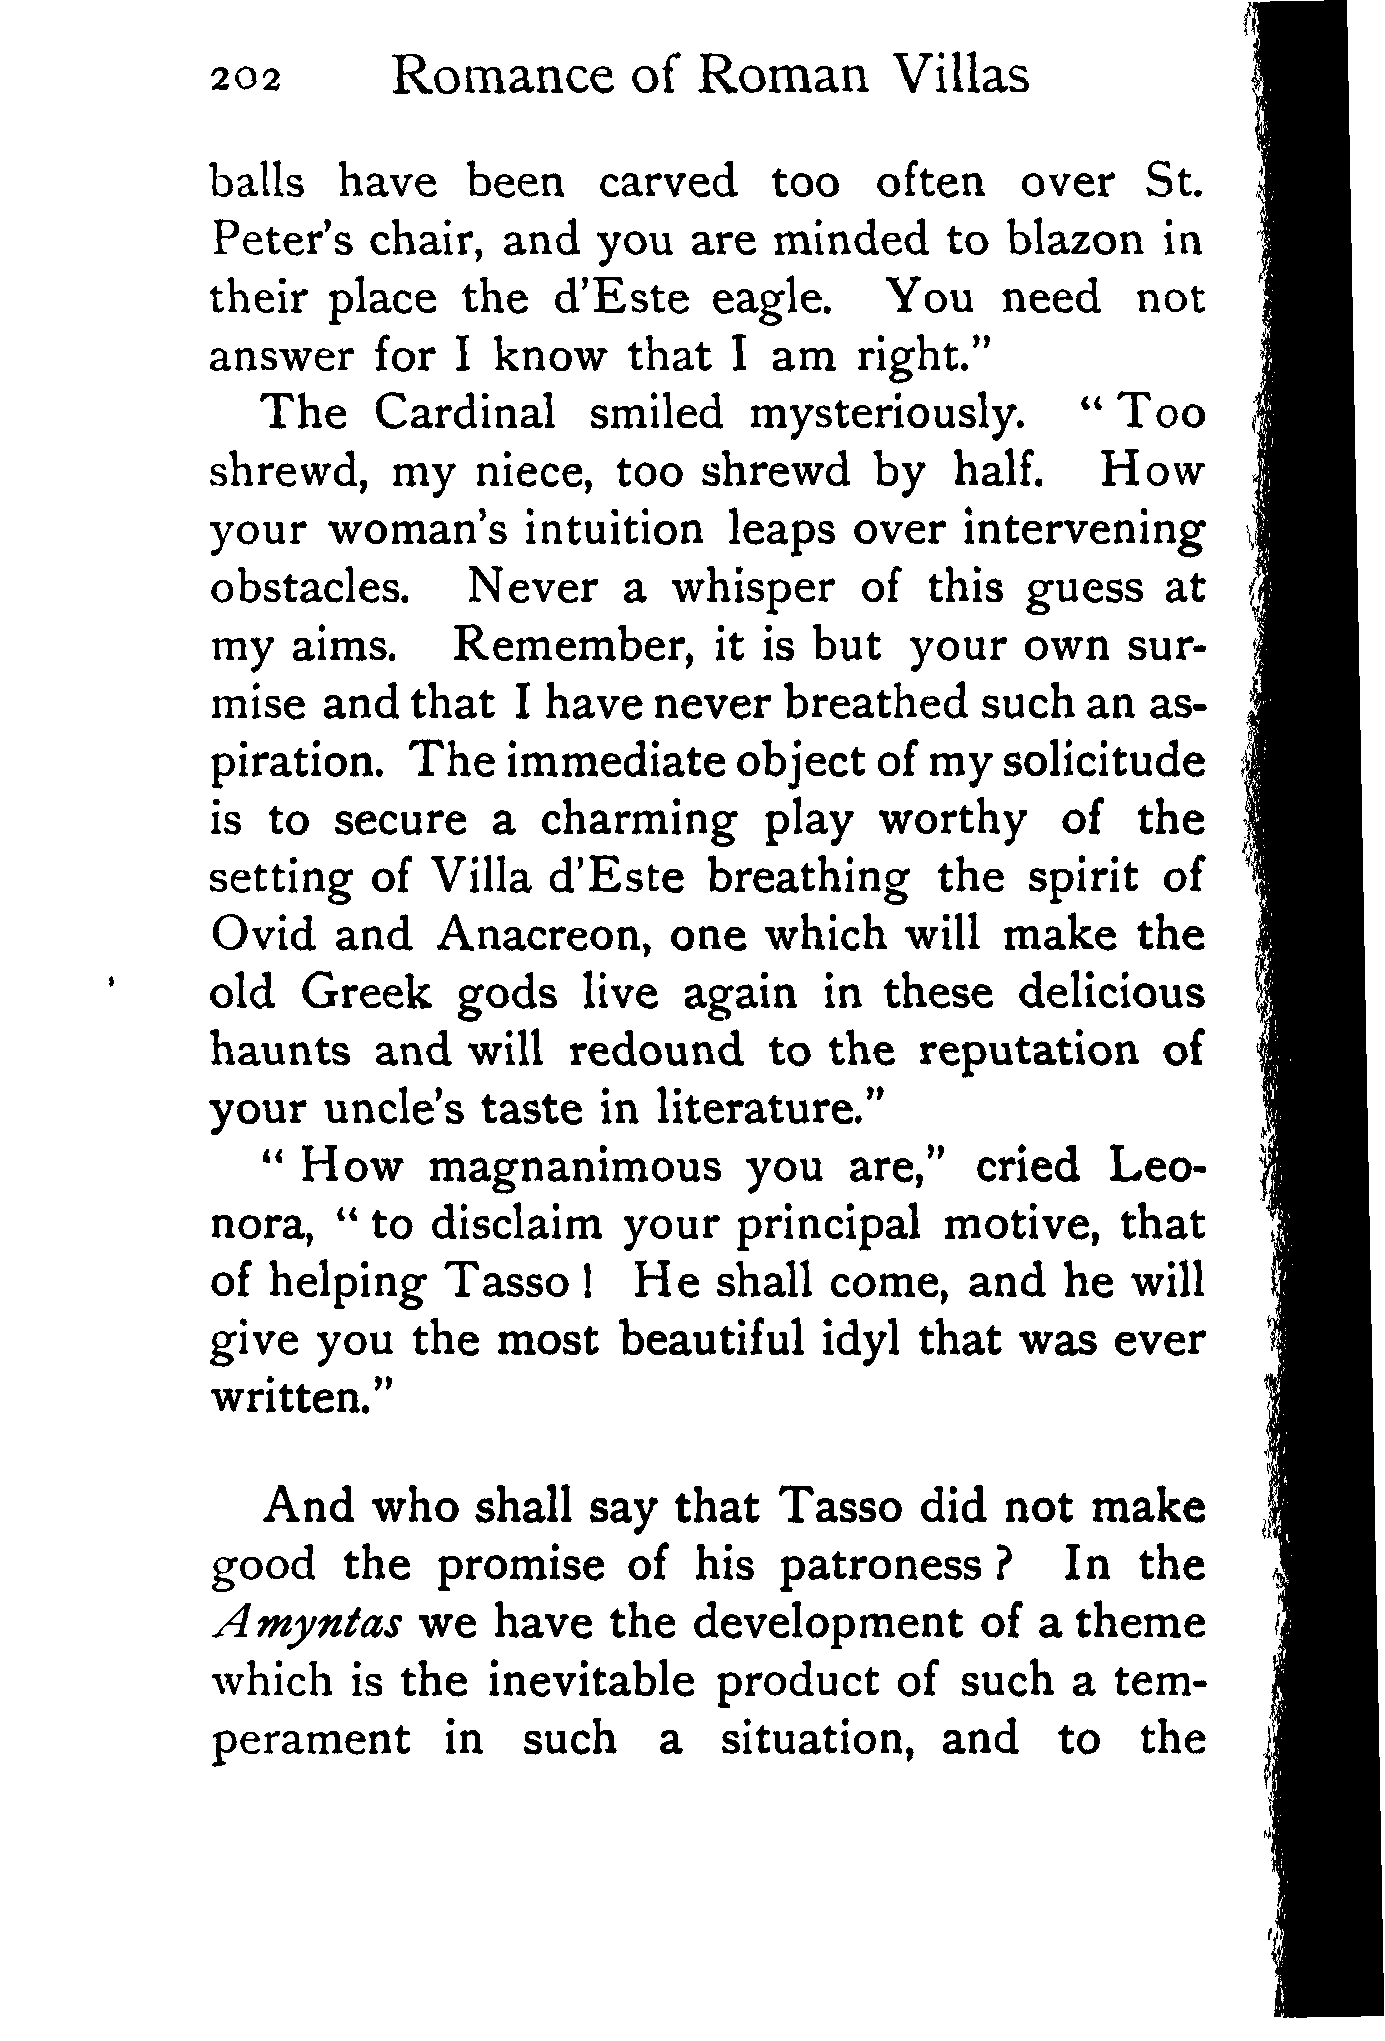 202 Romance of Roman Villas
balls have been carved too often over St.
Peter's chair, and you are minded to blazon in
their place the d'Este eagle. You need not
answer for I know that I am right."
The Cardinal smiled mysteriously. "Too
shrewd, my niece, too shrewd by half. How
your woman's intuition leaps over intervening
obstacles. Never a whisper of this guess at
my aims. Remember, it is but your own sur-
mise and that I have never breathed such an as-
piration. The immediate object of my solicitude
is to secure a charming play worthy of the
setting of Villa d'Este breathing the spirit of
Ovid and Anacreon, one which will make the
old Greek gods live again in these delicious
haunts and will redound to the reputation of
your uncle's taste in literature."
"How magnanimous you are," cried Leo-
nora, "to disclaim your principal motive, that
of helping Tasso! He shall come, and he will
give you the most beautiful idyl that was ever
written."
And who shall say that Tasso did not make
good the promise of his patroness? In the
Amyntas we have the development of a theme
which is the inevitable product of such a tem-
perament in such a situation, and to the